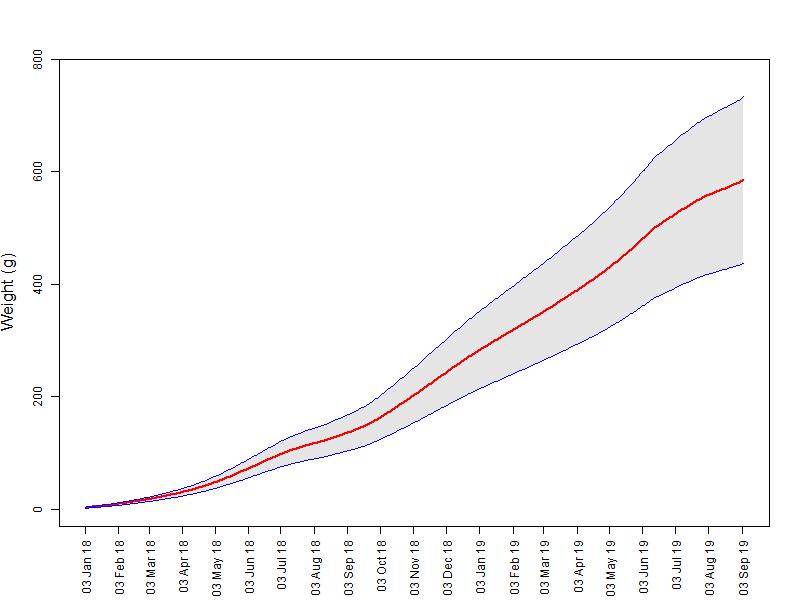 800
600
400
200
0
Weight (g)
03 Jan 18
03 Feb 18
03 Mar 18
03 Apr 18
03 May 18
03 Jun 18
03 Jul 18
03 Aug 18
03 Sep 18
03 Oct 18
03 Nov 18
03 Dec 18
03 Jan 19
03 Feb 19
03 Mar 19
03 Apr 19
03 May 19
03 Jun 19
03 Jul 19
03 Aug 19
03 Sep 19